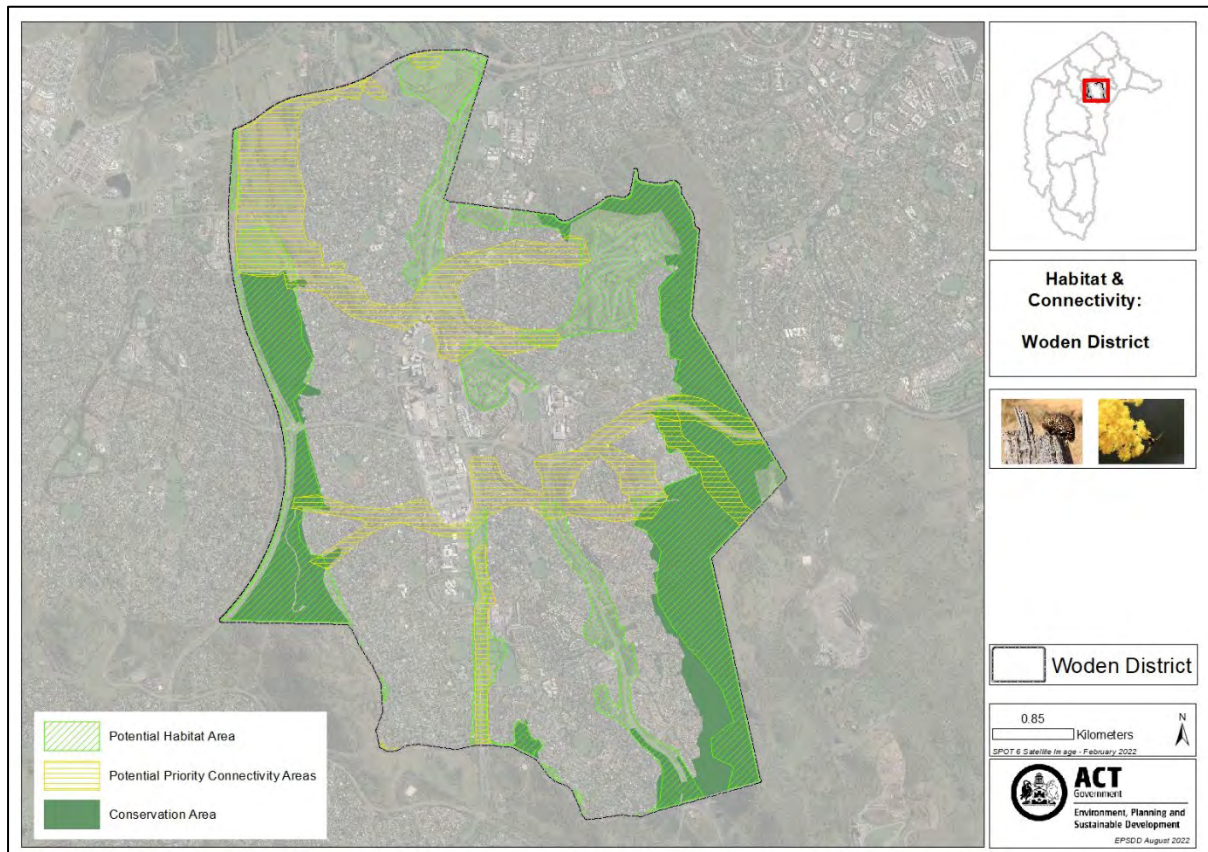 Habitat &
Connectivity:
Woden District
Woden District
0.85
Kilometers
N
SPOT 6 Satellite Image - February 2022
ACT
Government
Environment, Planning and
Sustainable Development
EPSDD August 2022
Potential Habitat Area
Potential Priority Connectivity Areas
Conservation Area